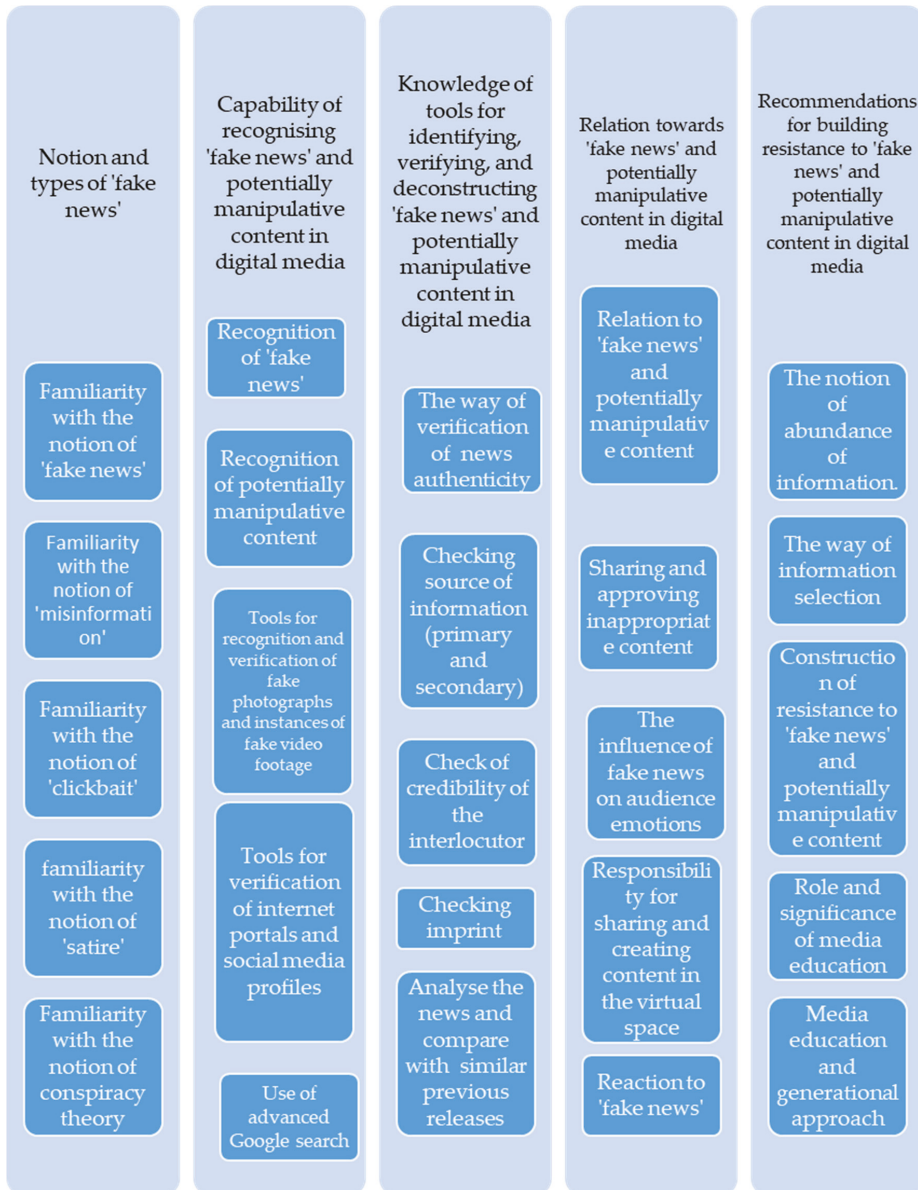 Notion and
types of 'fake
news'
Familiarity
with the
notion of
'fake news'
Familiarity
with the
notion of
'misinformati
on'
Familiarity
with the
notion of
'clickbait'
familiarity
with the
notion of
'satire'
Familiarity
with the
notion of
conspiracy
theory
Capability of
recognising
'fake news' and
potentially
manipulative
content in
digital media
Recognition
of 'fake
news'
Recognition
of potentially
manipulative
content
Tools for
recognition and
verification of
fake
photographs
and instances of
fake video
footage
Tools for
verification
of internet
portals and
social media
profiles
Use of
advanced
Google search
Knowledge of
tools for
identifying,
verifying, and
deconstructing
'fake news' and
potentially
manipulative
content in
digital media
The way of
verification
of news
authenticity
Checking
source of
information
(primary
and
secondary)
Check of
credibility of
the
interlocutor
Checking
imprint
Analyse the
news and
compare
with similar
previous
releases
Relation towards
'fake news' and
potentially
manipulative
content in digital
media
Relation to
'fake news'
and
potentially
manipulativ
e content
Sharing and
approving
inappropriat
e content
The
influence of
fake news
on audience
emotions
Responsibili
ty for
sharing and
creating
content in
the virtual
space
Reaction to
'fake news'
Recommendations
for building
resistance to 'fake
news' and
potentially
manipulative
content in digital
media
The notion
of
abundance
of
information.
The way of
information
selection
Constructio
n of
resistance to
'fake news'
and
potentially
manipulativ
e content
Role and
significance
of media
education
Media
education
and
generational
approach